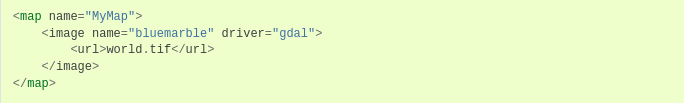 <map name="MyMap">
    <image name="bluemarble" driver="gdal">
        <url>world.tif</url>
    </image>
</map>